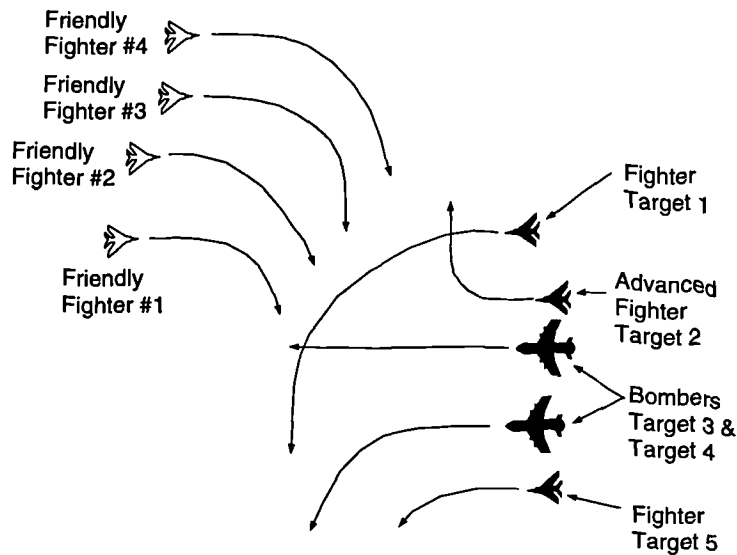 Friendly
Fighter #4
Friendly
Fighter #3
Friendly
Fighter #2
Friendly
Fighter #1
Fighter
Target 1
Advanced
Fighter
Target 2
Bombers
Target 3 &
Target 4
Fighter
Target 5